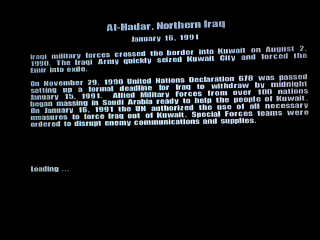 Al-Hadar, Northern Iraq
January 16, 1991
Iraqi military forces crossed the border into Kuwait on August 2,
1990. The Iraqi Army quickly seized Kuwait City and forced the
Emir into exile.
On November 29, 1990 United Nations Declaration 678 was passed
setting up a formal deadline for Iraq to withdraw by midnight
January 15, 1991. Allied Military Forces from over 100 nations
began massing in Saudi Arabia ready to help the people of Kuwait.
On January 16, 1991 the UN authorized the use of all necessary
measures to force Iraq out of Kuwait. Special Forces teams were
ordered to disrupt enemy communications and supplies.
Loading ...